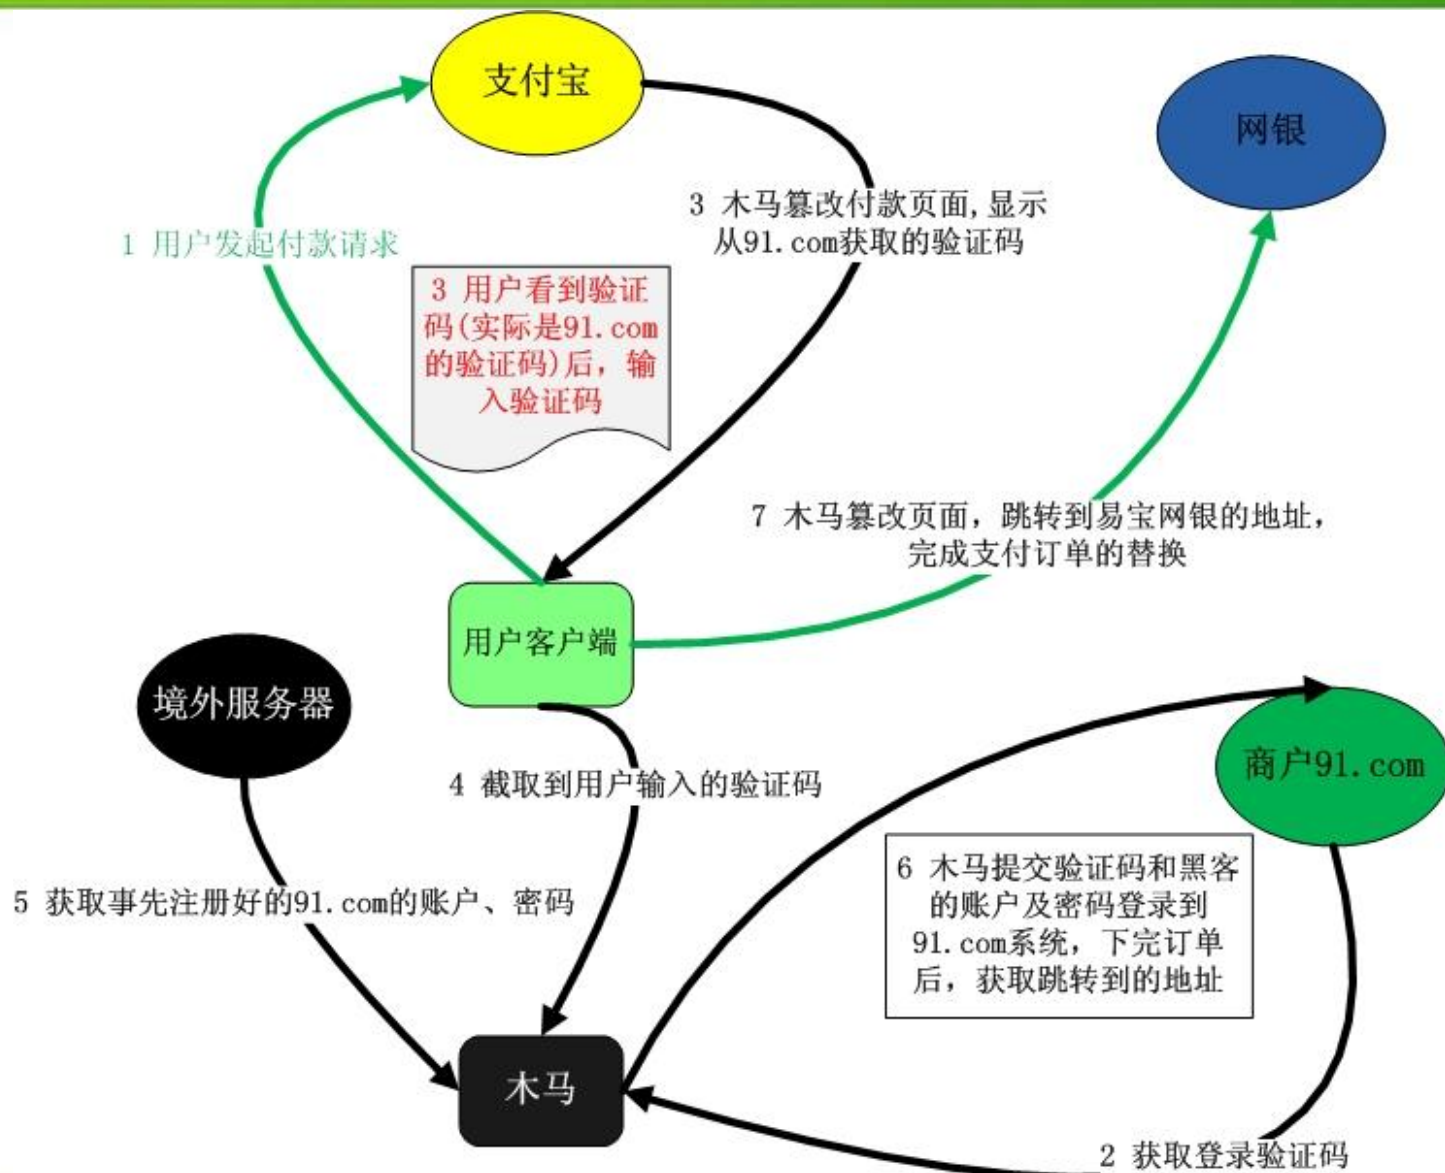 支付宝
网银
3 木马篡改付款页面,显示
从91.com获取的验证码
1 用户发起付款请求
3 用户看到验证
码(实际是91.com
的验证码)后，输
入验证码
7 木马篡改页面，跳转到易宝网银的地址，
完成支付订单的替换
用户客户端
境外服务器
商户91.com
4 截取到用户输入的验证码
6 木马提交验证码和黑客
的账户及密码登录到
91.com系统，下完订单
后，获取跳转到的地址
5 获取事先注册好的91.com的账户、密码
木马
2 获取登录验证码